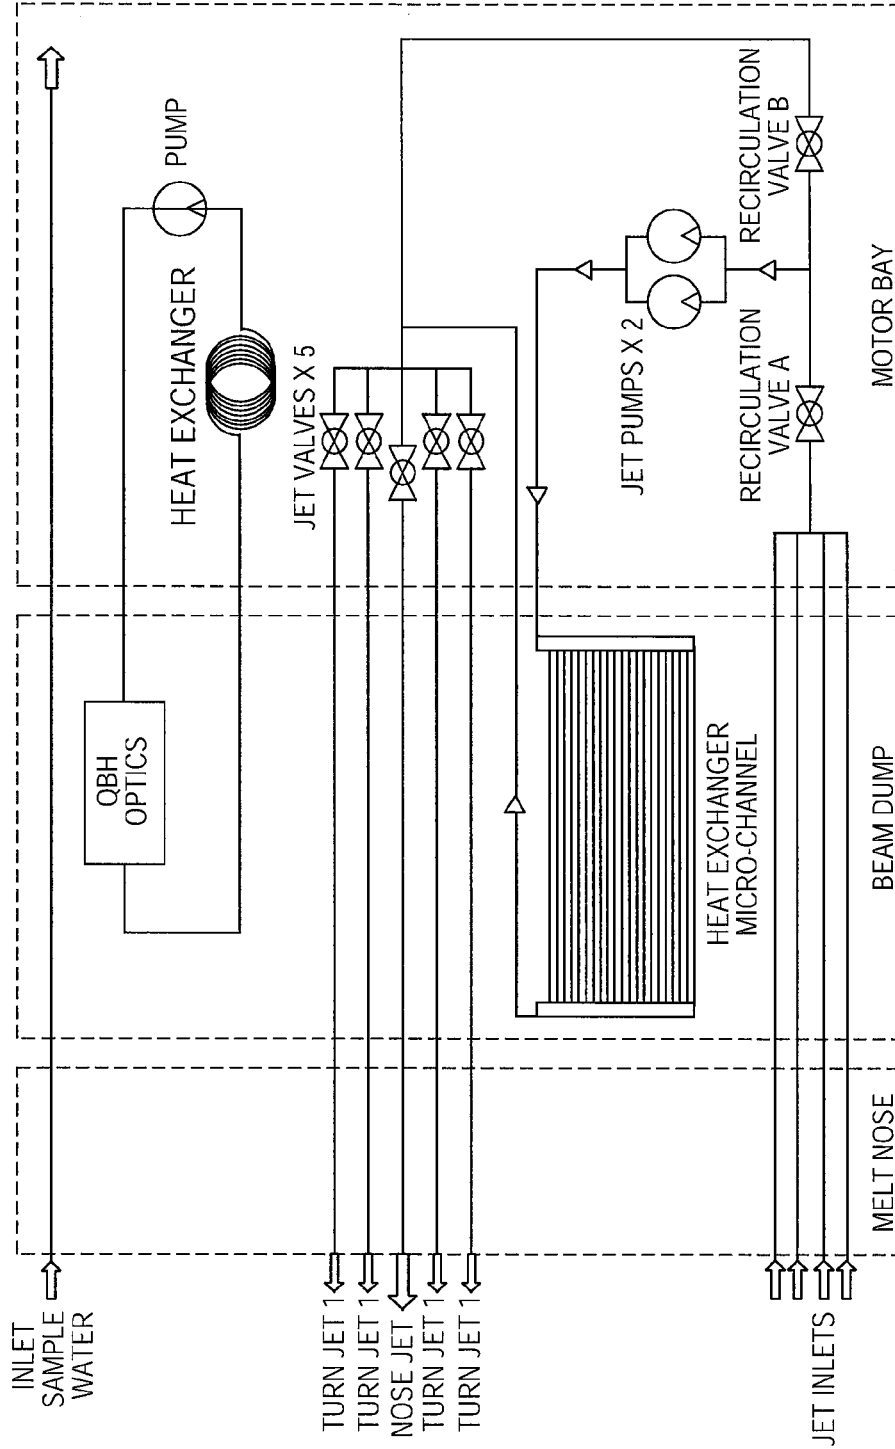 INLET
SAMPLE
WATER
TURN JET 1
TURN JET 1
NOSE JET
TURN JET 1
TURN JET 1
JET INLETS
MELT NOSE
QBH
OPTICS
HEAT EXCHANGER
MICRO-CHANNEL
BEAM DUMP
PUMP
HEAT EXCHANGER
JET VALVES X 5
JET PUMPS X 2
RECIRCULATION
VALVE A
RECIRCULATION
VALVE B
MOTOR BAY